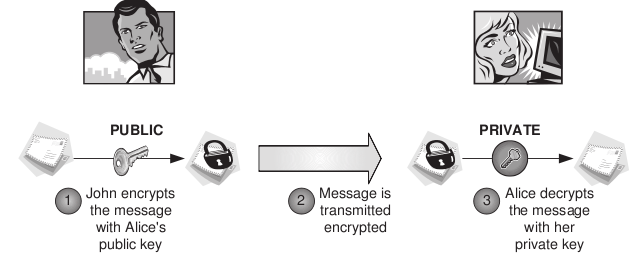 PUBLIC
PRIVATE
1
John encrypts
the message
with Alice's
public key
2
Message is
transmitted
encrypted
3
Alice decrypts
the message
with her
private key